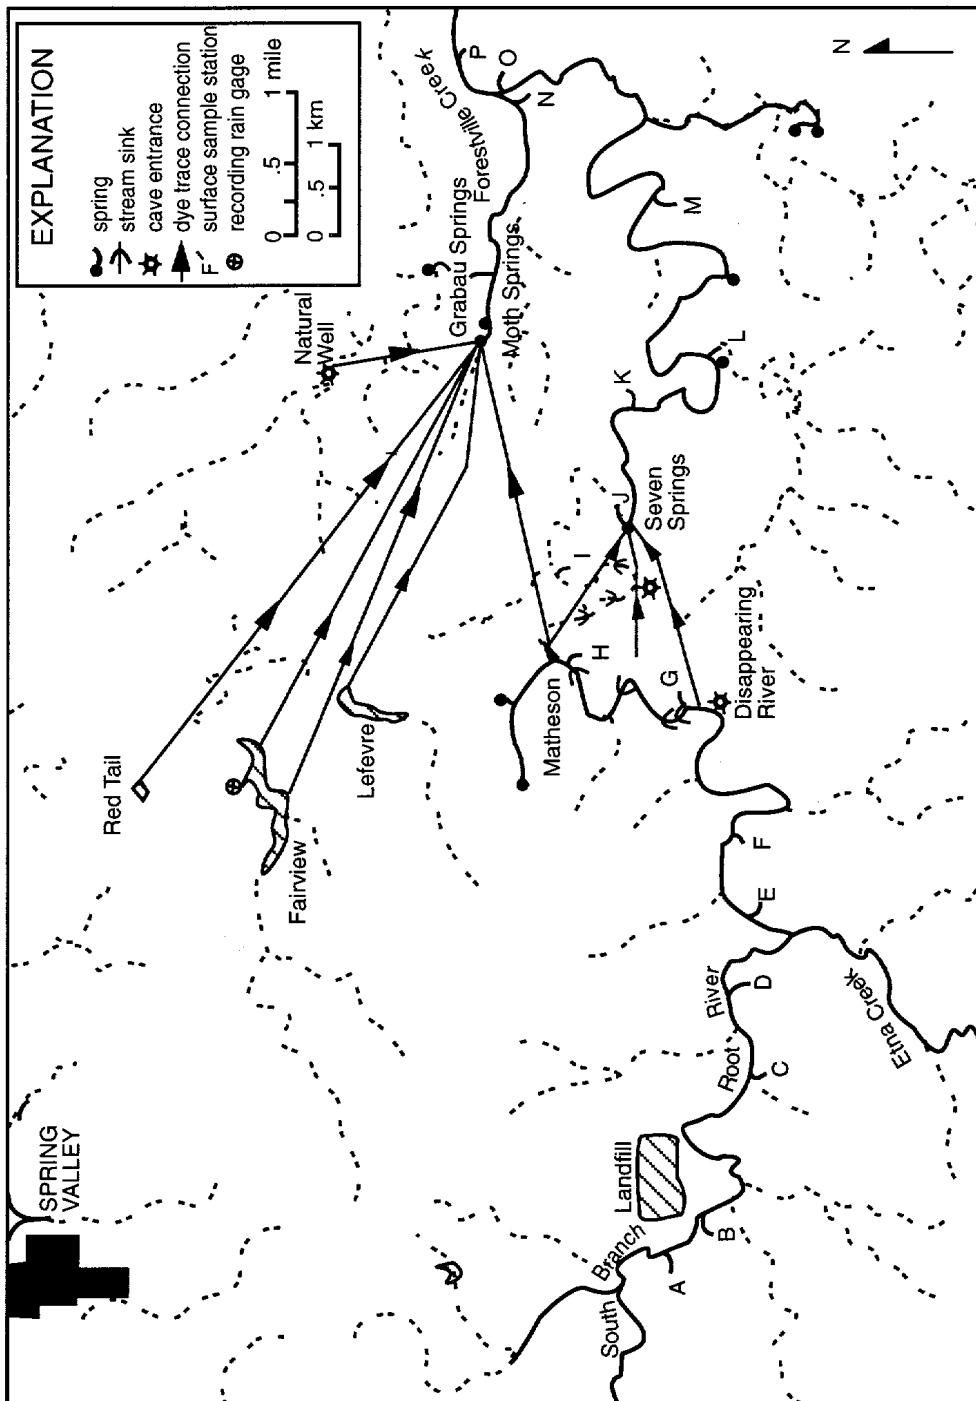 EXPLANATION
spring
stream sink
cave entrance
dye trace connection
F surface sample station
recording rain gage
0 .5 1 mile
0 .5 1 km
SPRING
VALLEY
Red Tail
Fairview
Lefevre
Natural
Well
Grabau Springs
Moth Springs
Forestville Creek
P
O
N
N
M
L
K
J
Seven
Springs
I
H
Matheson
G
Disappearing
River
F
E
Etna Creek
D
C
South Branch Root River
Landfill
B
A